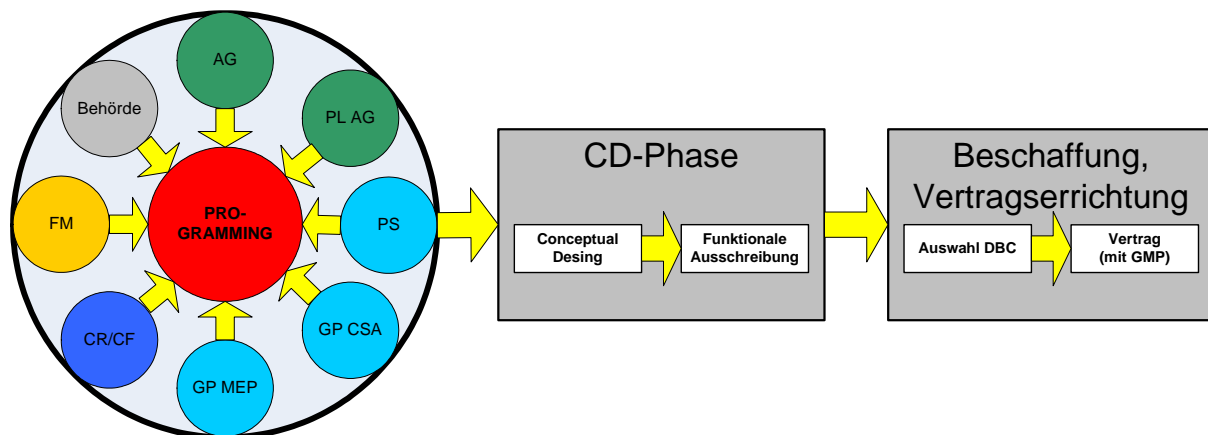 AG
Behörde
PL AG
FM
PRO-
GRAMMING
PS
CR/CF
GP CSA
GP MEP
CD-Phase
Conceptual
Desing
Funktionale
Ausschreibung
Beschaffung,
Vertragserrichtung
Auswahl DBC
Vertrag
(mit GMP)